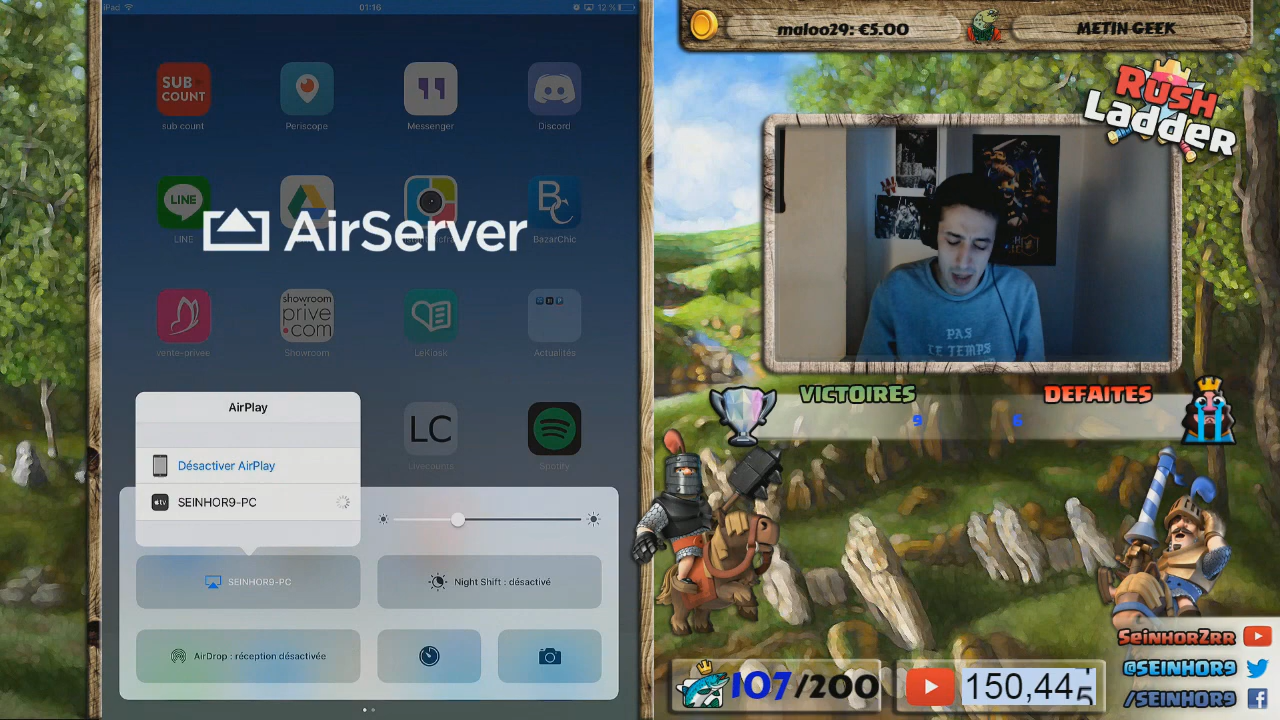 iPad
01:16
12 %
SUB COUNT
sub count
Periscope
Messenger
Discord
LINE
LINE
BC
BazarChic
AirServer
vente-privee
showroom
prive
.com
Showroom
LeKiosk
Actualités
LC
Livecounts
Spotify
AirPlay
Désactiver AirPlay
tv SEINHOR9-PC
SEINHOR9-PC
Night Shift : désactivé
AirDrop : réception désactivée
maloo29: €5.00
METIN GEEK
RUSH
LaddeR
PAS
LE TEMPS
VICTOIRES
DEFAITES
9
6
107/200
150,445
SeinhorZrr
@SEINHOR9
/SEINHOR9